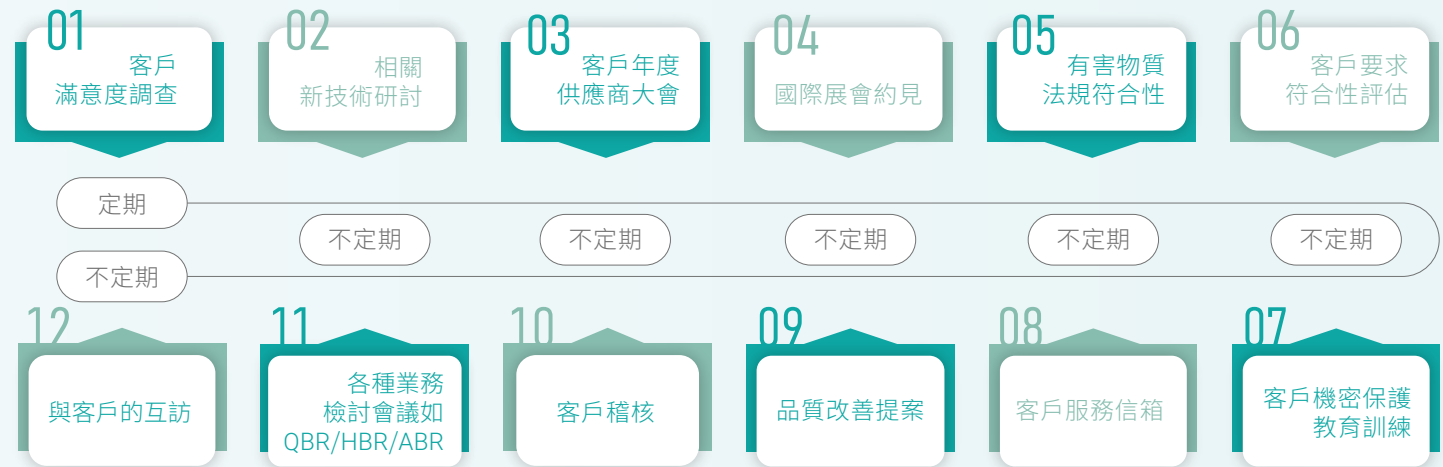 01
客戶
滿意度調查
02
相關
新技術研討
03
客戶年度
供應商大會
04
國際展會約見
05
有害物質
法規符合性
06
客戶要求
符合性評估
定期
不定期
不定期
不定期
不定期
不定期
不定期
12
與客戶的互訪
11
各種業務
檢討會議如
QBR/HBR/ABR
10
客戶稽核
09
品質改善提案
08
客戶服務信箱
07
客戶機密保護
教育訓練